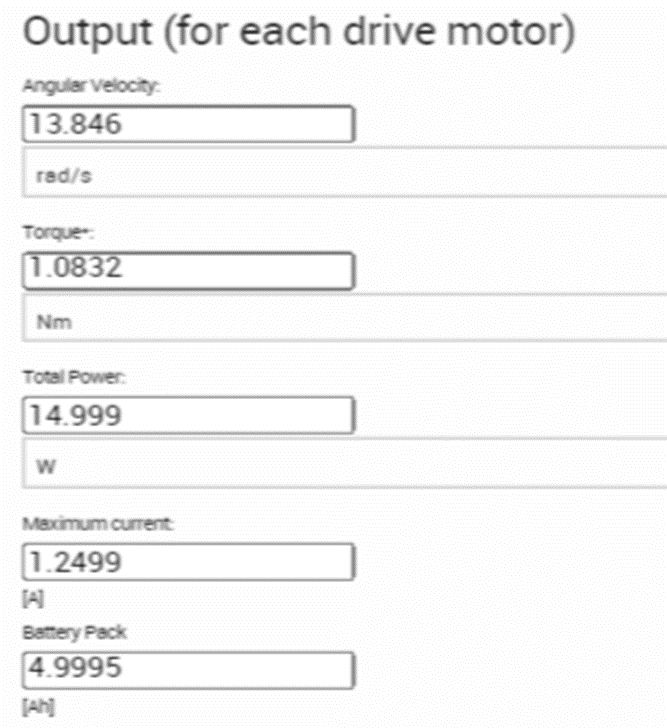 Output (for each drive motor)
Angular Velocity:
13.846
rad/s
Torque*:
1.0832
Nm
Total Power:
14.999
W
Maximum current:
1.2499
[A]
Battery Pack
4.9995
[Ah]